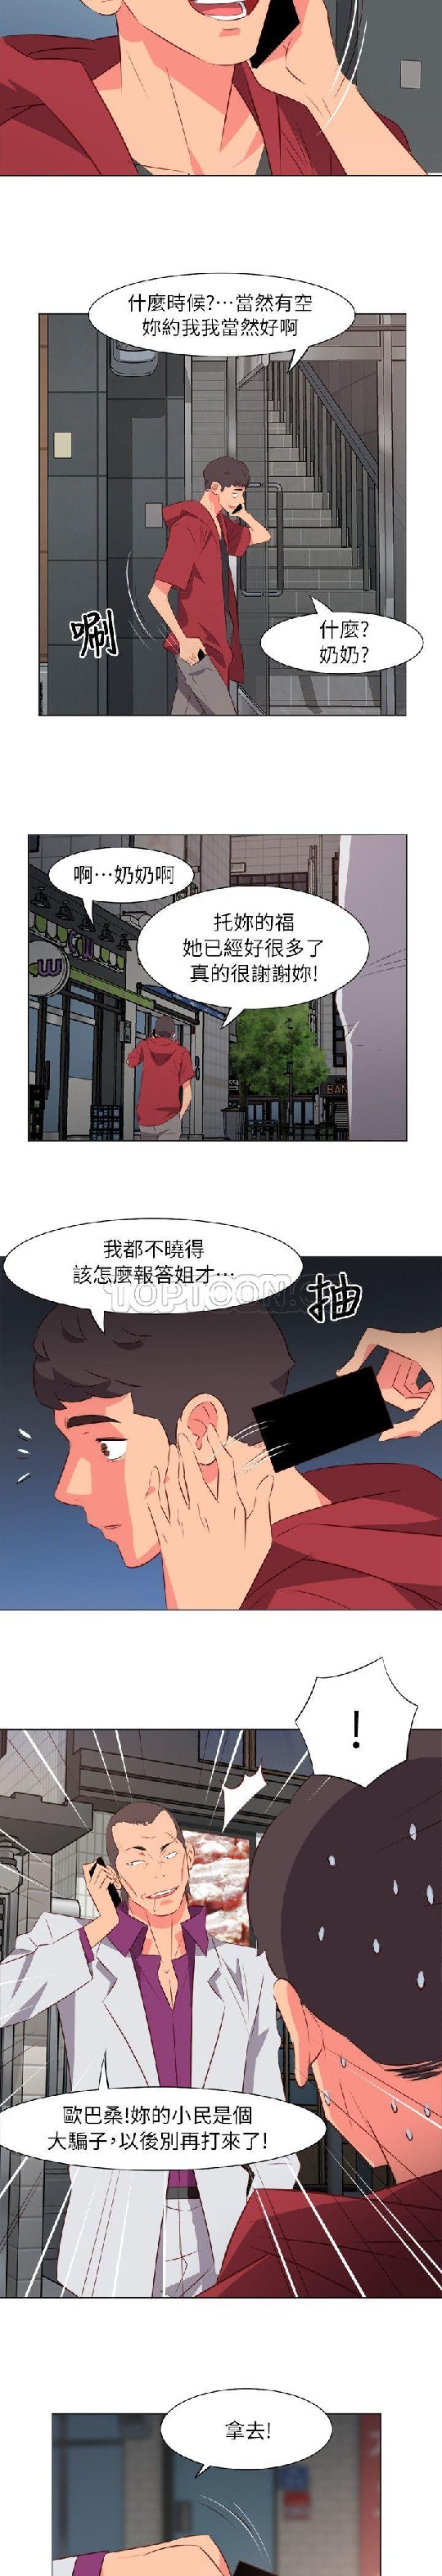 什麼時候?…當然有空
妳約我我當然好啊
唰
什麼?
奶奶?
啊…奶奶啊
托妳的福
她已經好很多了
真的很謝謝妳!
BAN
我都不曉得
該怎麼報答姐才…
TOPTOON.C
抽
!
歐巴桑!妳的小民是個
大騙子,以後別再打來了!
拿去!